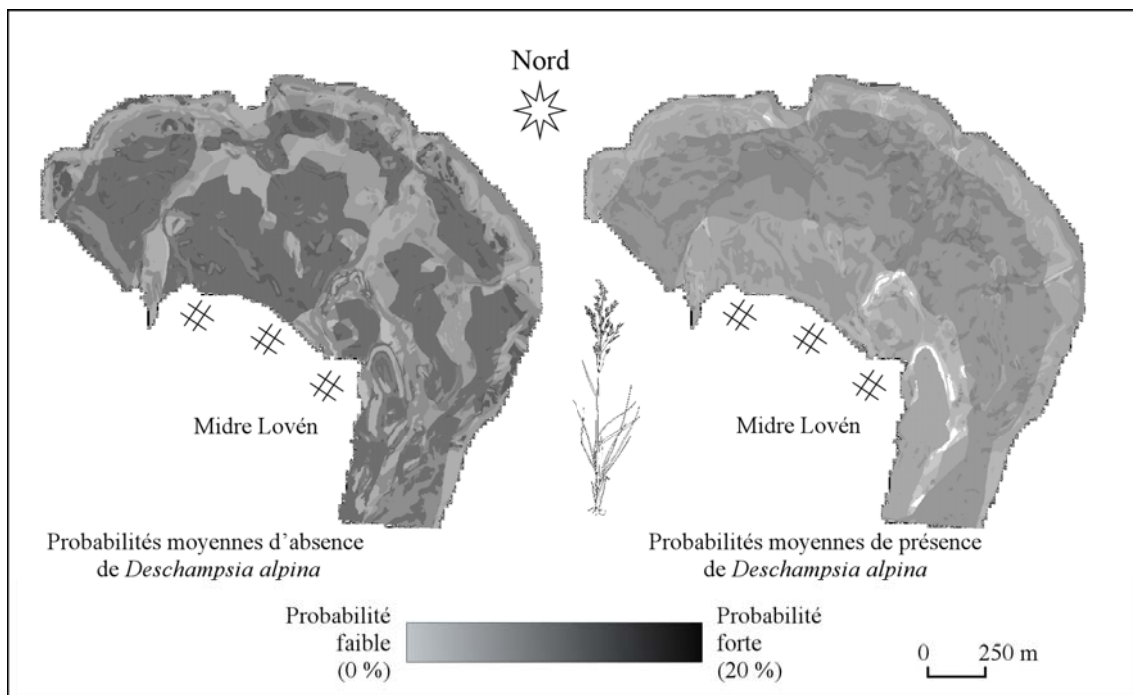 Nord
Midre Lovén
Midre Lovén
Probabilités moyennes d’absence
de Deschampsia alpina
Probabilités moyennes de présence
de Deschampsia alpina
Probabilité
faible
(0 %)
Probabilité
forte
(20 %)
0 250 m